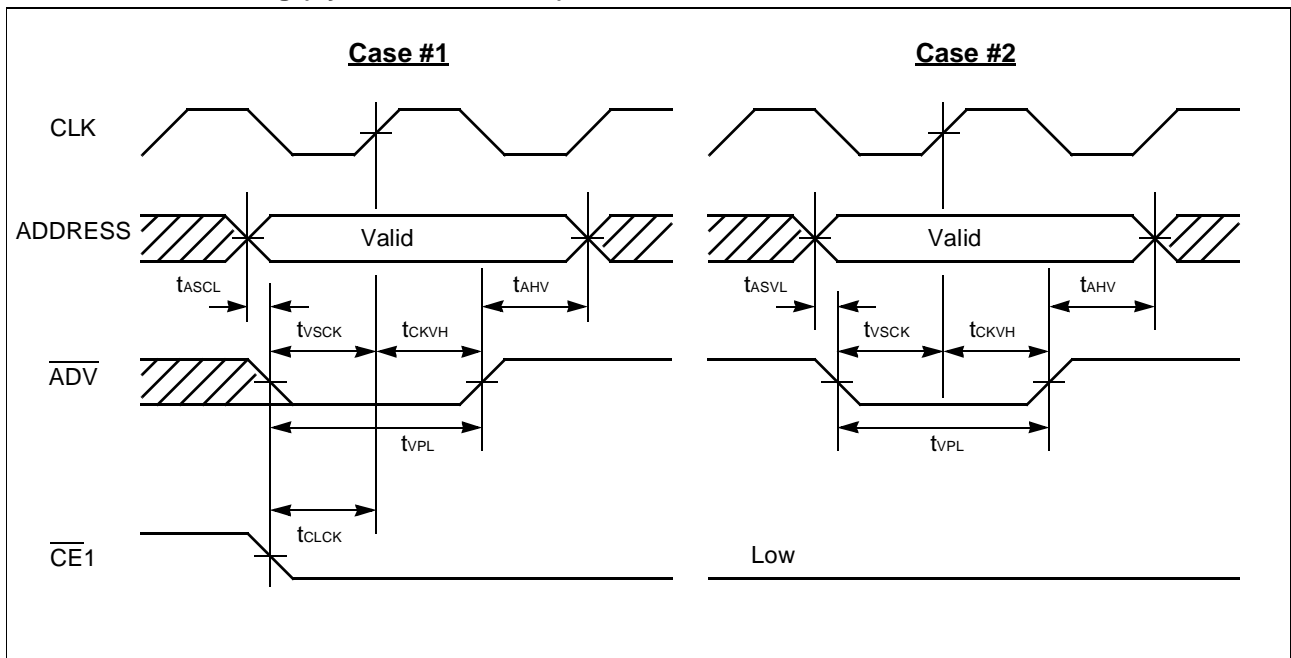 Case #1 Case #2
CLK
ADDRESS Valid Valid
tASCL tAHV tASVL tAHV
tVSCK tCKVH tVSCK tCKVH
ADV
tVPL tVPL
tCLCK
CE1 Low